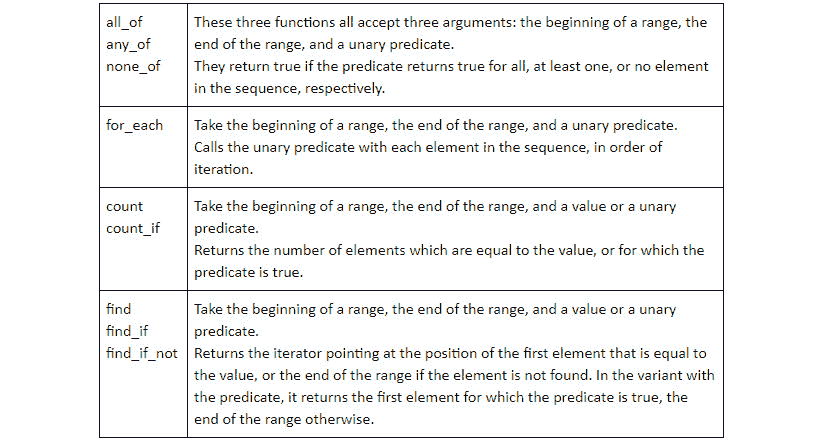 all_of
any_of
none_of
These three functions all accept three arguments: the beginning of a range, the
end of the range, and a unary predicate.
They return true if the predicate returns true for all, at least one, or no element
in the sequence, respectively.
for_each
Take the beginning of a range, the end of the range, and a unary predicate.
Calls the unary predicate with each element in the sequence, in order of
iteration.
count
count_if
Take the beginning of a range, the end of the range, and a value or a unary
predicate.
Returns the number of elements which are equal to the value, or for which the
predicate is true.
find
find_if
find_if_not
Take the beginning of a range, the end of the range, and a value or a unary
predicate.
Returns the iterator pointing at the position of the first element that is equal to
the value, or the end of the range if the element is not found. In the variant with
the predicate, it returns the first element for which the predicate is true, the
end of the range otherwise.